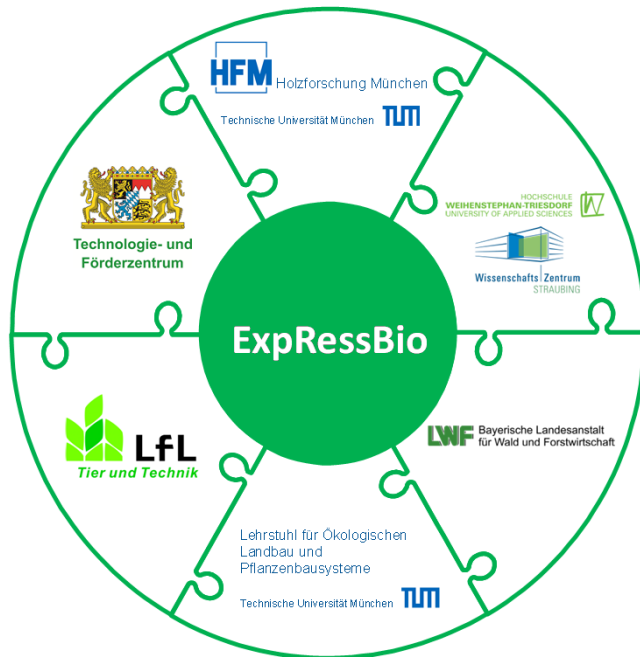 HFM Holzforschung München
Technische Universität München TUM
HOCHSCHULE
WEIHENSTEPHAN-TRIESDORF
UNIVERSITY OF APPLIED SCIENCES
Wissenschafts Zentrum
STRAUBING
Technologie- und
Förderzentrum
ExpRessBio
LfL
Tier und Technik
LWF Bayerische Landesanstalt
für Wald und Forstwirtschaft
Lehrstuhl für Ökologischen
Landbau und
Pflanzenbausysteme
Technische Universität München TUM